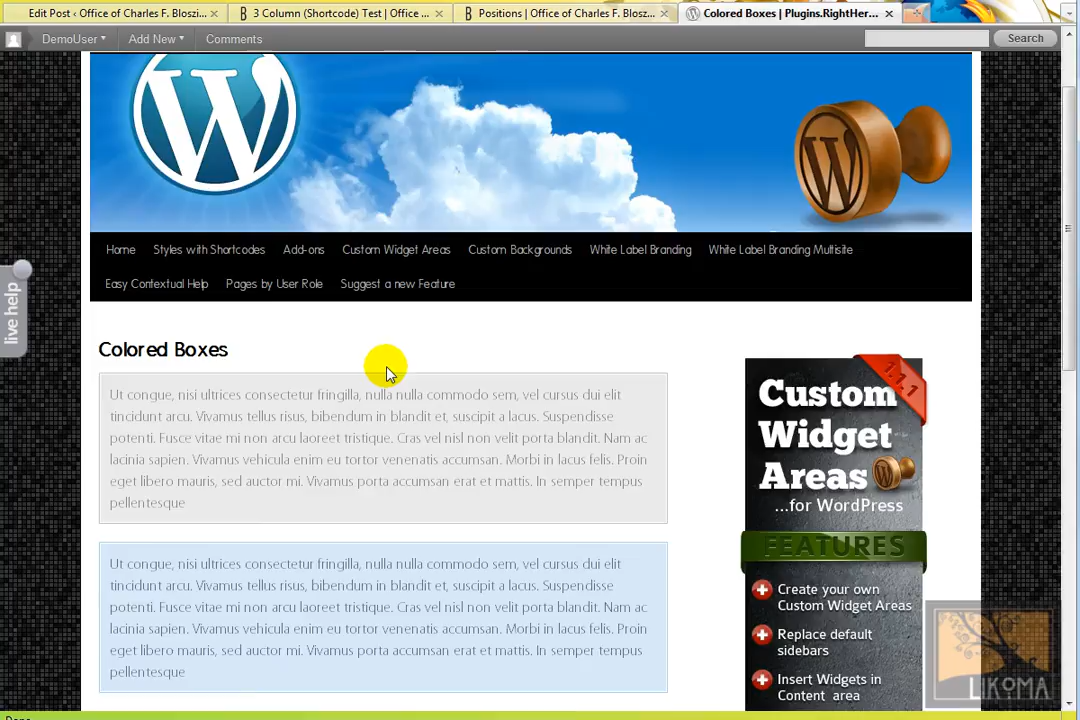 Edit Post ‹ Office of Charles F. Bloszi...
3 Column (Shortcode) Test | Office ...
Positions | Office of Charles F. Blosz...
Colored Boxes | Plugins.RightHer...
DemoUser
Add New
Comments
Search
Home
Styles with Shortcodes
Add-ons
Custom Widget Areas
Custom Backgrounds
White Label Branding
White Label Branding Multisite
Easy Contextual Help
Pages by User Role
Suggest a new Feature
live help
Colored Boxes
Ut congue, nisi ultrices consectetur fringilla, nulla nulla commodo sem, vel cursus dui elit
tincidunt arcu. Vivamus tellus risus, bibendum in blandit et, suscipit a lacus. Suspendisse
potenti. Fusce vitae mi non arcu laoreet tristique. Cras vel nisl non velit porta blandit. Nam ac
lacinia sapien. Vivamus vehicula enim eu tortor venenatis accumsan. Morbi in lacus felis. Proin
eget libero mauris, sed auctor mi. Vivamus porta accumsan erat et mattis. In semper tempus
pellentesque
Ut congue, nisi ultrices consectetur fringilla, nulla nulla commodo sem, vel cursus dui elit
tincidunt arcu. Vivamus tellus risus, bibendum in blandit et, suscipit a lacus. Suspendisse
potenti. Fusce vitae mi non arcu laoreet tristique. Cras vel nisl non velit porta blandit. Nam ac
lacinia sapien. Vivamus vehicula enim eu tortor venenatis accumsan. Morbi in lacus felis. Proin
eget libero mauris, sed auctor mi. Vivamus porta accumsan erat et mattis. In semper tempus
pellentesque
1.1.1
Custom
Widget
Areas
...for WordPress
FEATURES
Create your own
Custom Widget Areas
Replace default
sidebars
Insert Widgets in
Content area
LIKOMA